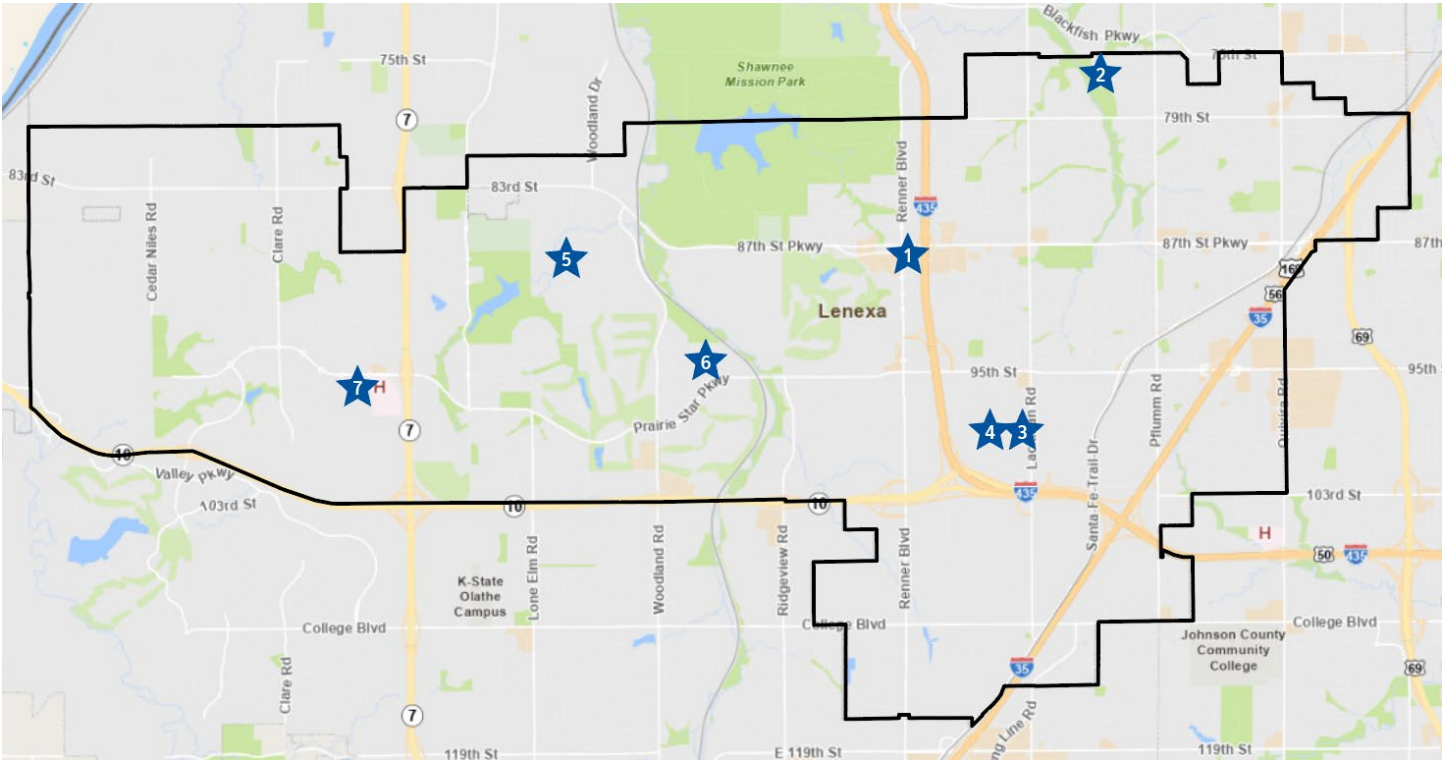 Blackfish Pkwy
75th St
75th St
Shawnee
Mission Park
2
7
79th St
Woodland Dr
83rd St
83rd St
Renner Blvd
435
Cedar Niles Rd
Clare Rd
87th St Pkwy
87th St Pkwy
87th
1
5
Lenexa
56
35
69
6
95th St
95th
7
H
Prairie Star Pkwy
Pflumm Rd
Quivira Rd
7
4
3
Santa Fe Trail Dr
10
Valley Pkwy
103rd St
10
10
435
103rd St
H
50
435
Lone Elm Rd
Woodland Rd
Ridgeview Rd
Renner Blvd
K-State
Olathe
Campus
College Blvd
College Blvd
College Blvd
Johnson County
Community
College
Clare Rd
35
69
7
119th St
E 119th St
119th St